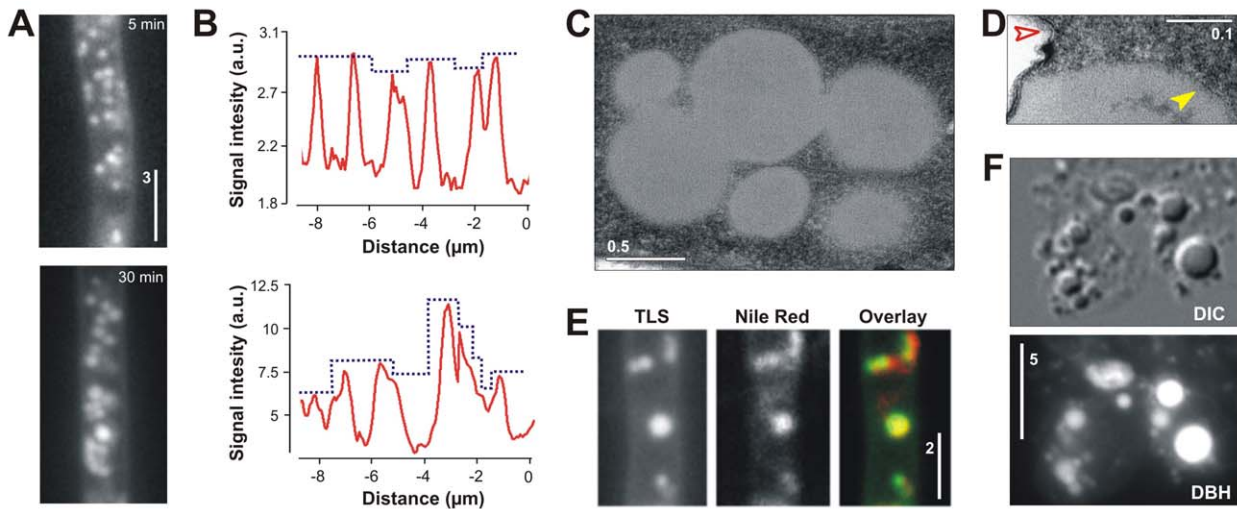 A
5 min
3
30 min
B
Signal intesity (a.u.)
3.1
2.7
2.2
1.8
-8
-6
-4
-2
0
Distance (µm)
Signal intesity (a.u.)
12.5
10
7.5
5
-8
-6
-4
-2
0
Distance (µm)
C
0.5
D
0.1
E
TLS
Nile Red
Overlay
2
F
DIC
5
DBH